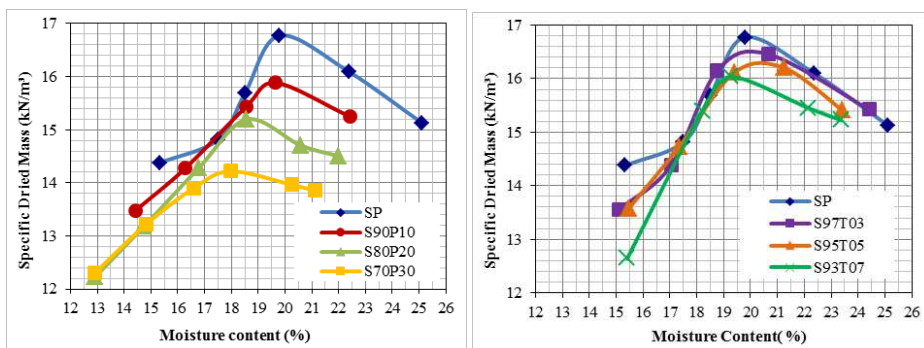 Specific Dried Mass (kN/m³)
17
16
15
14
13
12
SP
S90P10
S80P20
S70P30
12 13 14 15 16 17 18 19 20 21 22 23 24 25 26
Moisture content (%)
Specific Dried Mass (kN/m³)
17
16
15
14
13
12
SP
S97T03
S95T05
S93T07
12 13 14 15 16 17 18 19 20 21 22 23 24 25 26
Moisture Content( %)